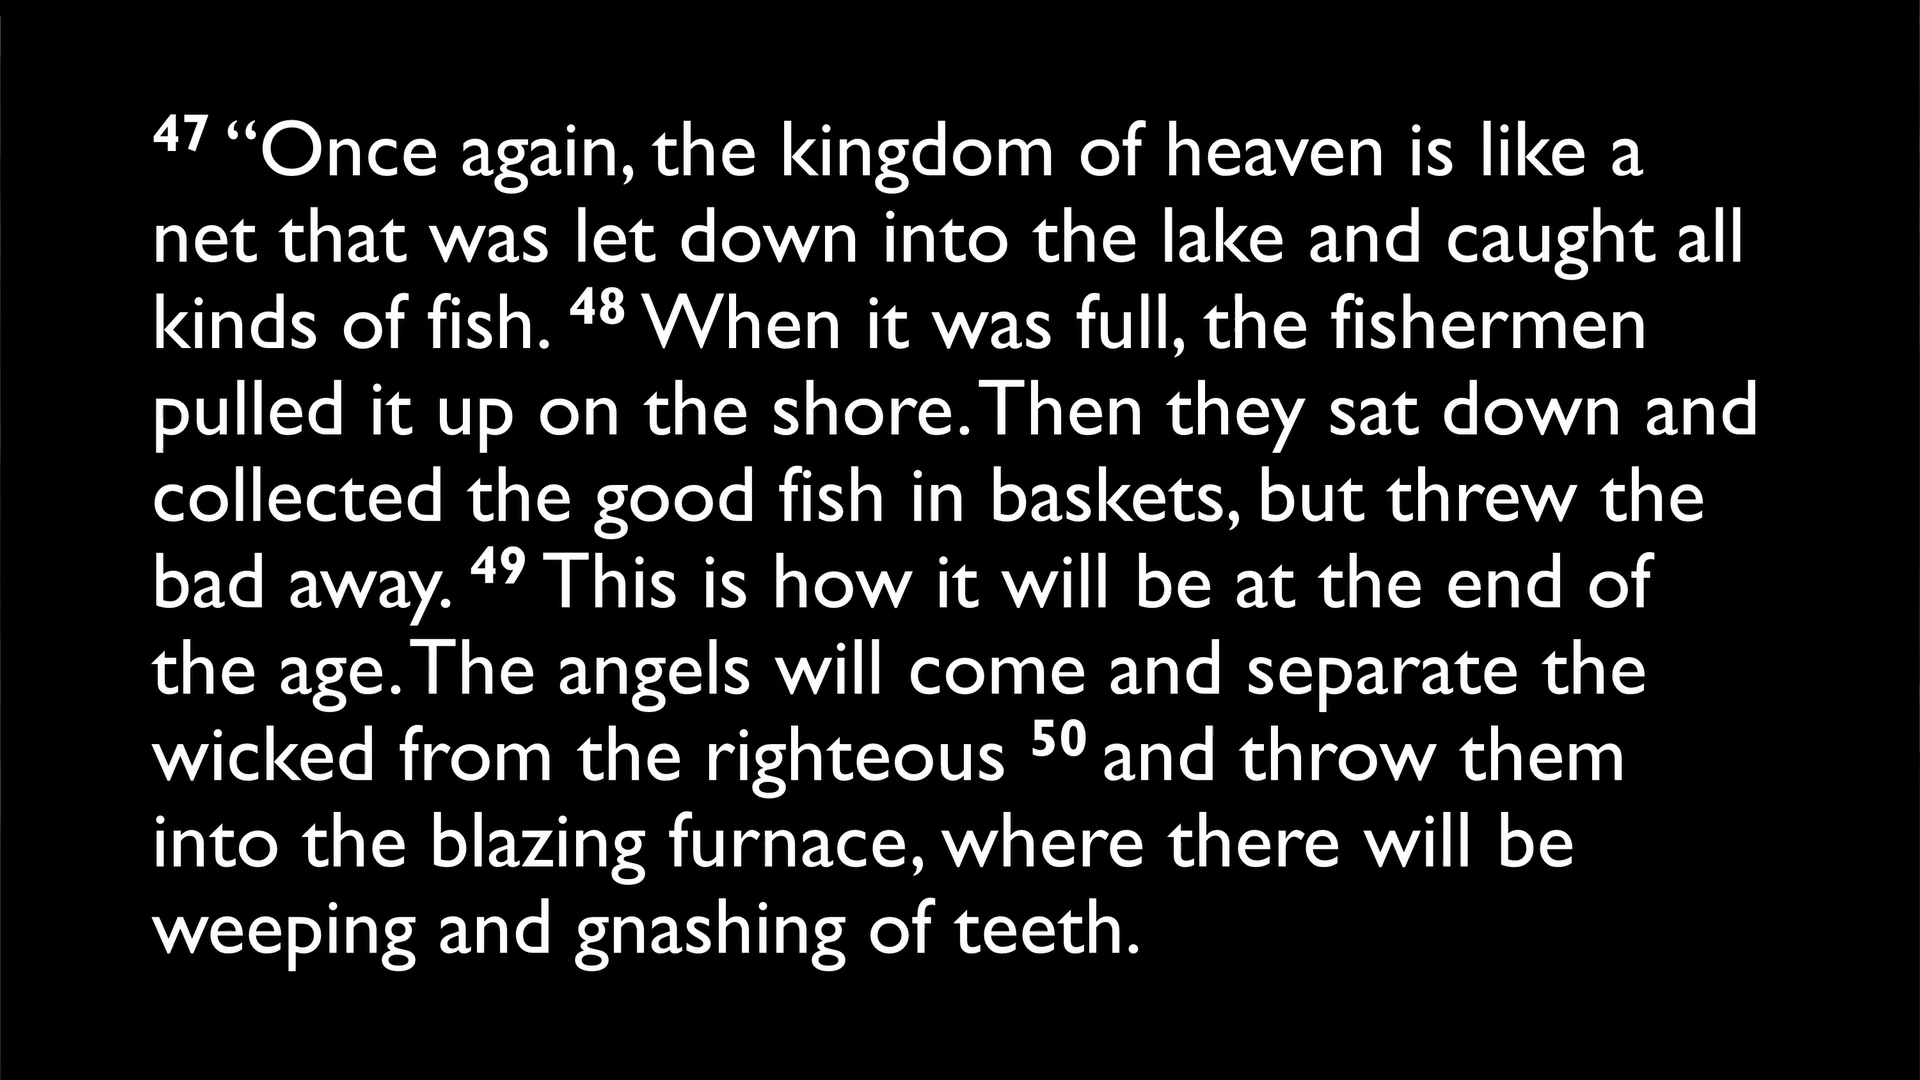 47 “Once again, the kingdom of heaven is like a
net that was let down into the lake and caught all
kinds of fish. 48 When it was full, the fishermen
pulled it up on the shore. Then they sat down and
collected the good fish in baskets, but threw the
bad away. 49 This is how it will be at the end of
the age. The angels will come and separate the
wicked from the righteous 50 and throw them
into the blazing furnace, where there will be
weeping and gnashing of teeth.